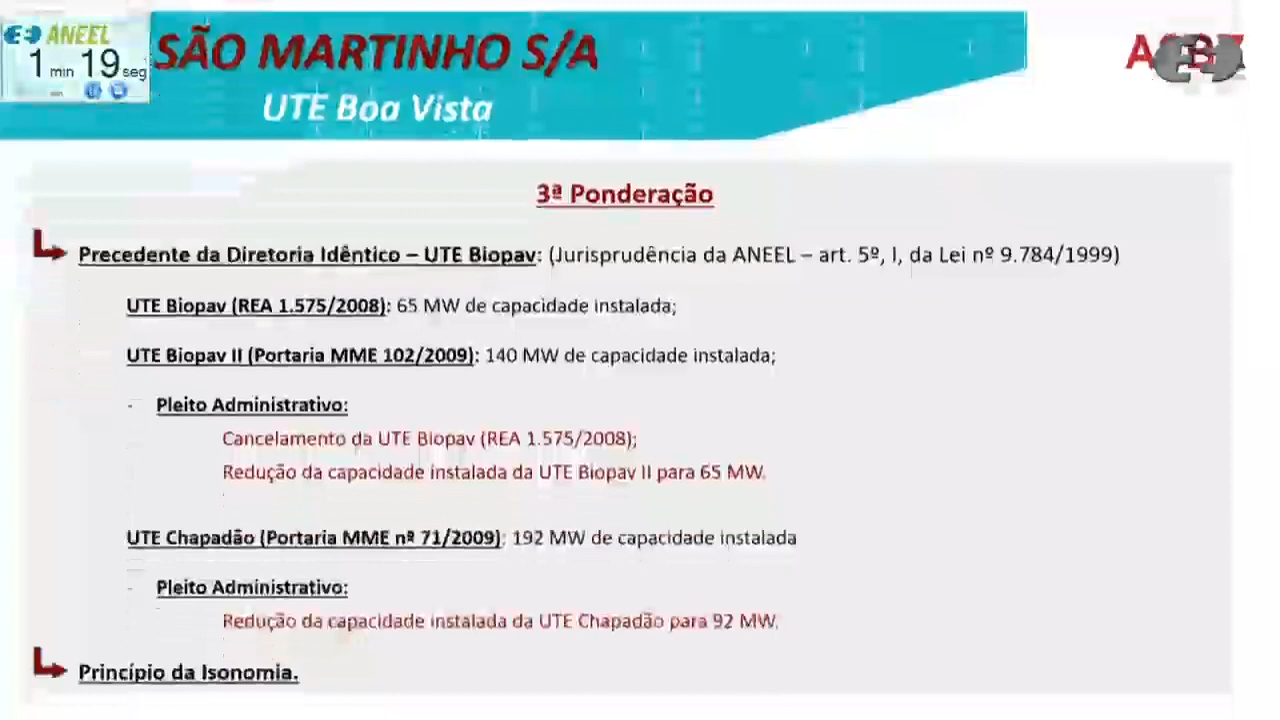 ANEEL
1 min 19 seg
SÃO MARTINHO S/A
UTE Boa Vista
3ª Ponderação
Precedente da Diretoria Idêntico – UTE Biopav: (Jurisprudência da ANEEL – art. 5º, I, da Lei nº 9.784/1999)
UTE Biopav (REA 1.575/2008): 65 MW de capacidade instalada;
UTE Biopav II (Portaria MME 102/2009): 140 MW de capacidade instalada;
- Pleito Administrativo:
Cancelamento da UTE Biopav (REA 1.575/2008);
Redução da capacidade instalada da UTE Biopav II para 65 MW.
UTE Chapadão (Portaria MME nº 71/2009): 192 MW de capacidade instalada
- Pleito Administrativo:
Redução da capacidade instalada da UTE Chapadão para 92 MW.
Princípio da Isonomia.